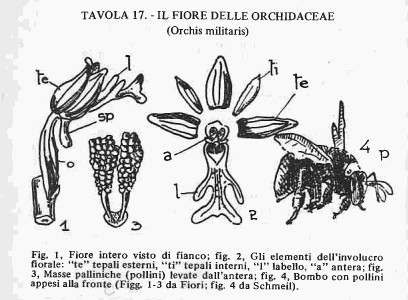 TAVOLA 17. - IL FIORE DELLE ORCHIDACEAE
(Orchis militaris)
te
l
ti
te
sp
a
o
4 p
l
1
3
2
Fig. 1, Fiore intero visto di fianco; fig. 2, Gli elementi dell'involucro
fiorale: "te" tepali esterni, "ti" tepali interni, "l" labello, "a" antera; fig.
3, Masse palliniche (pollini) levate dall'antera; fig. 4, Bombo con pollini
appesi alla fronte (Figg. 1-3 da Fiori; fig. 4 da Schmeil).